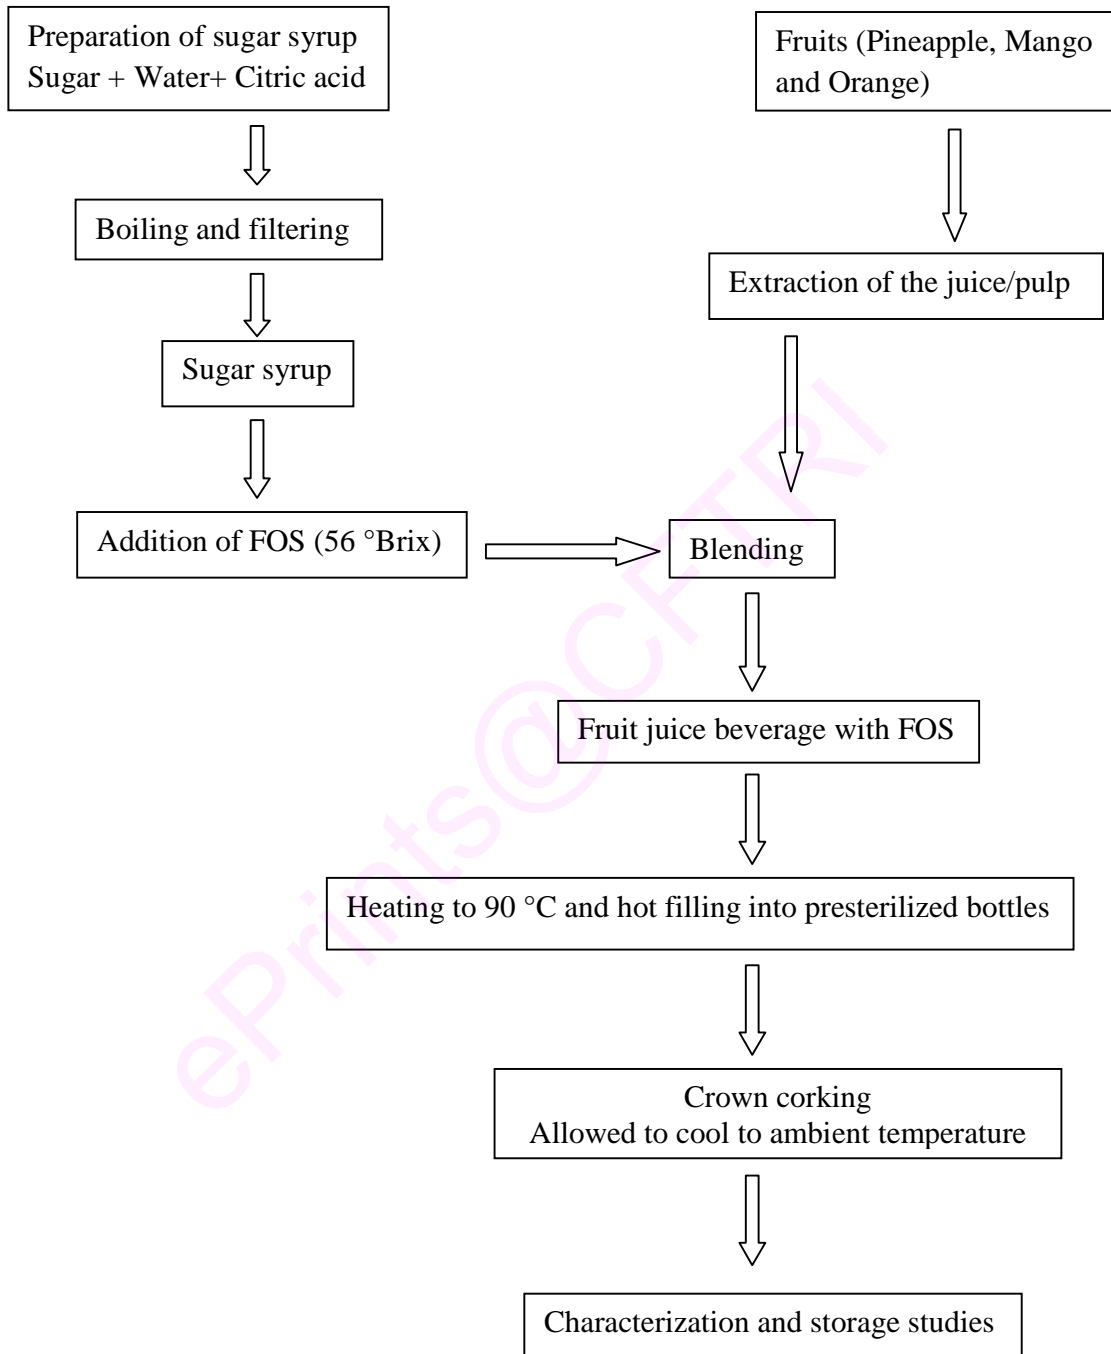 Preparation of sugar syrup
Sugar + Water+ Citric acid
Fruits (Pineapple, Mango
and Orange)
Boiling and filtering
Extraction of the juice/pulp
Sugar syrup
Addition of FOS (56 °Brix)
Blending
Fruit juice beverage with FOS
Heating to 90 °C and hot filling into presterilized bottles
Crown corking
Allowed to cool to ambient temperature
Characterization and storage studies
ePrints@CFTRI